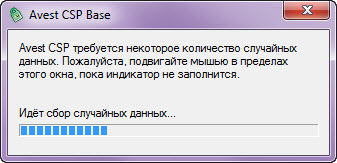 Avest CSP Base
Avest CSP требуется некоторое количество случайных
данных. Пожалуйста, подвигайте мышью в пределах
этого окна, пока индикатор не заполнится.
Идёт сбор случайных данных...